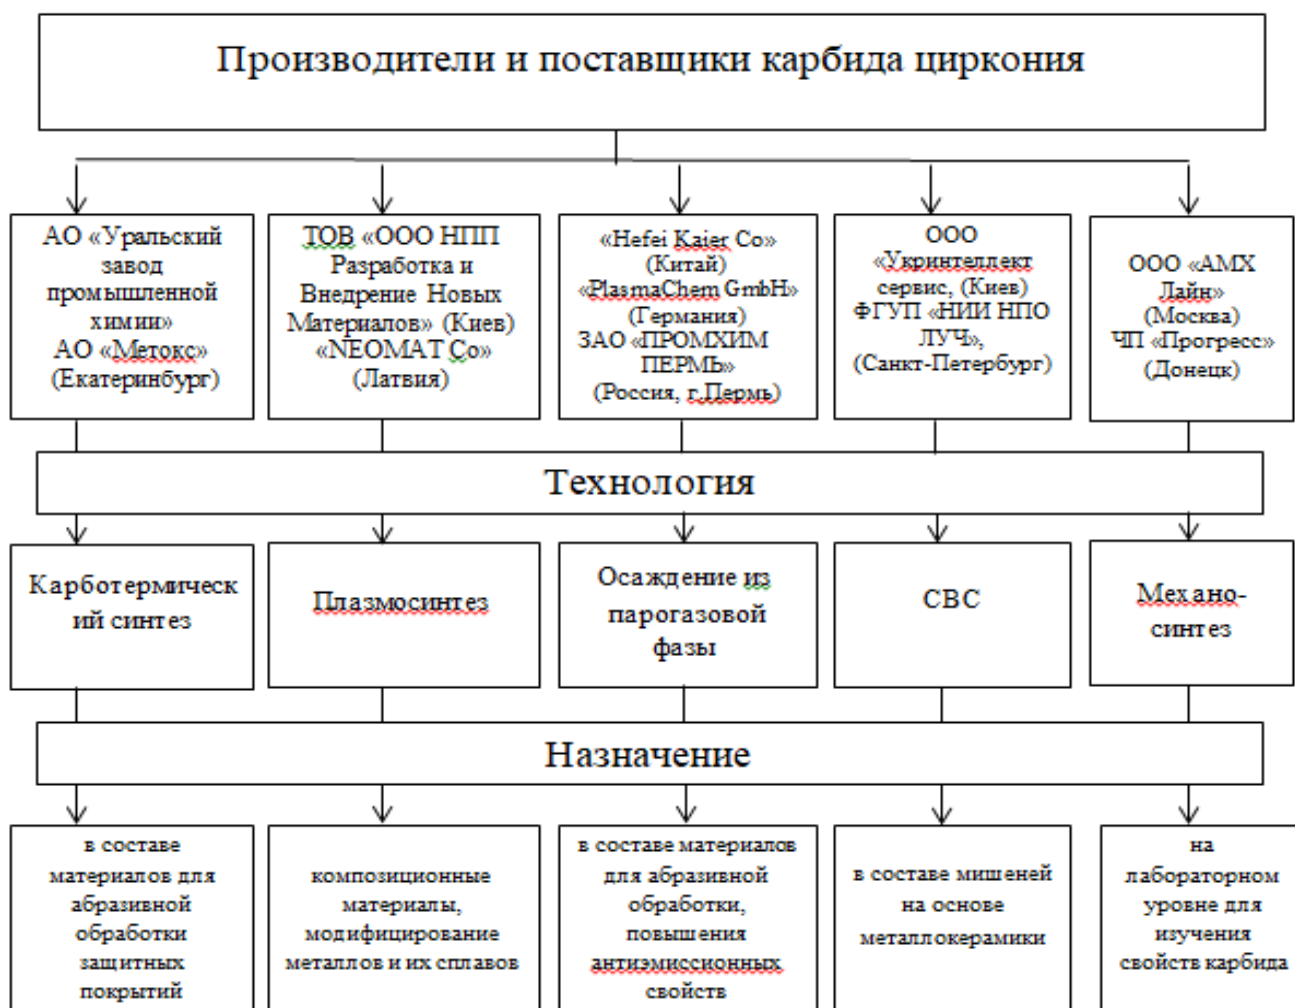 Производители и поставщики карбида циркония
АО «Уральский
завод
промышленной
химии»
АО «Метокс»
(Екатеринбург)
ТОВ «ООО НПП
Разработка и
Внедрение Новых
Материалов» (Киев)
«NEOMAT Co»
(Латвия)
«Hefei Kaier Co»
(Китай)
«PlasmaChem GmbH»
(Германия)
ЗАО «ПРОМХИМ
ПЕРМЬ»
(Россия, г.Пермь)
ООО
«Укринтеллект
сервис, (Киев)
ФГУП «НИИ НПО
ЛУЧ»,
(Санкт-Петербург)
ООО «АМХ
Лайн»
(Москва)
ЧП «Прогресс»
(Донецк)
Технология
Карботермическ
ий синтез
Плазмосинтез
Осаждение из
парогазовой
фазы
СВС
Механо-
синтез
Назначение
в составе
материалов для
абразивной
обработки
защитных
покрытий
композиционные
материалы,
модифицирование
металлов и их сплавов
в составе материалов
для абразивной
обработки,
повышения
антиэмиссионных
свойств
в составе мишеней
на основе
металлокерамики
на
лабораторном
уровне для
изучения
свойств карбида